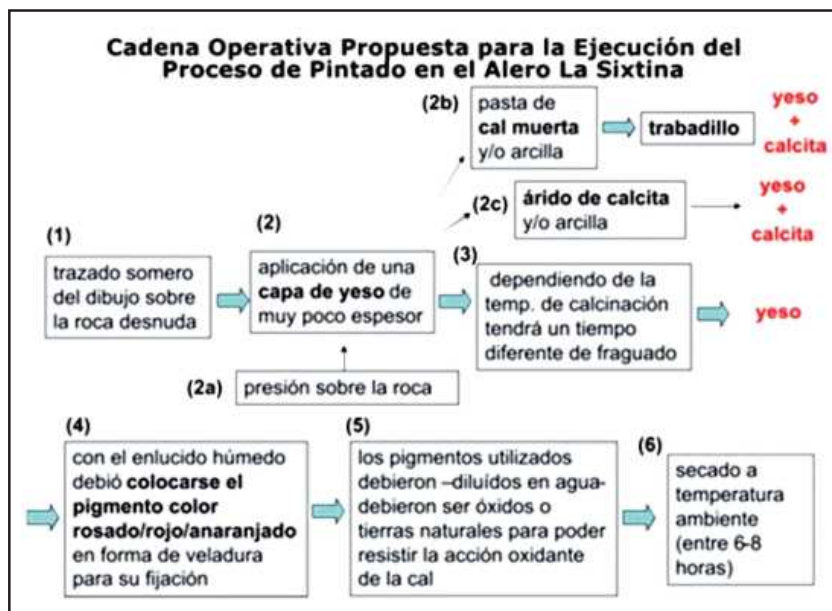 Cadena Operativa Propuesta para la Ejecución del
Proceso de Pintado en el Alero La Sixtina
(2b)
pasta de
cal muerta
y/o arcilla
trabadillo
yeso
+
calcita
(2c)
árido de calcita
y/o arcilla
yeso
+
calcita
(1)
trazado somero
del dibujo sobre
la roca desnuda
(2)
aplicación de una
capa de yeso de
muy poco espesor
(3)
dependiendo de la
temp. de calcinación
tendrá un tiempo
diferente de fraguado
yeso
(2a)
presión sobre la roca
(4)
con el enlucido húmedo
debió colocarse el
pigmento color
rosado/rojo/anaranjado
en forma de veladura
para su fijación
(5)
los pigmentos utilizados
debieron –diluídos en agua-
debieron ser óxidos o
tierras naturales para poder
resistir la acción oxidante
de la cal
(6)
secado a
temperatura
ambiente
(entre 6-8
horas)